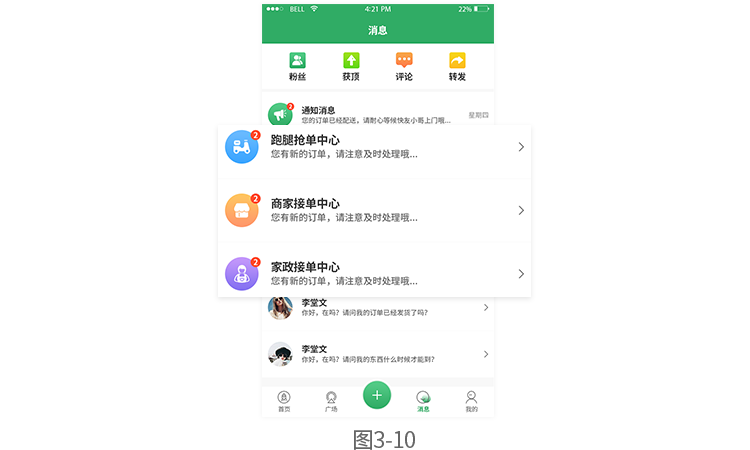 BELL 4:21 PM 22%
消息
粉丝 获顶 评论 转发
2 通知消息
您的订单已经配送，请耐心等候快友小哥上门哦... 星期四
2 跑腿抢单中心
您有新的订单，请注意及时处理哦...
2 商家接单中心
您有新的订单，请注意及时处理哦...
2 家政接单中心
您有新的订单，请注意及时处理哦...
李堂文
你好，在吗？请问我的订单已经发货了吗？
李堂文
你好，在吗？请问我的东西什么时候才能到？
首页 广场 消息 我的
图3-10